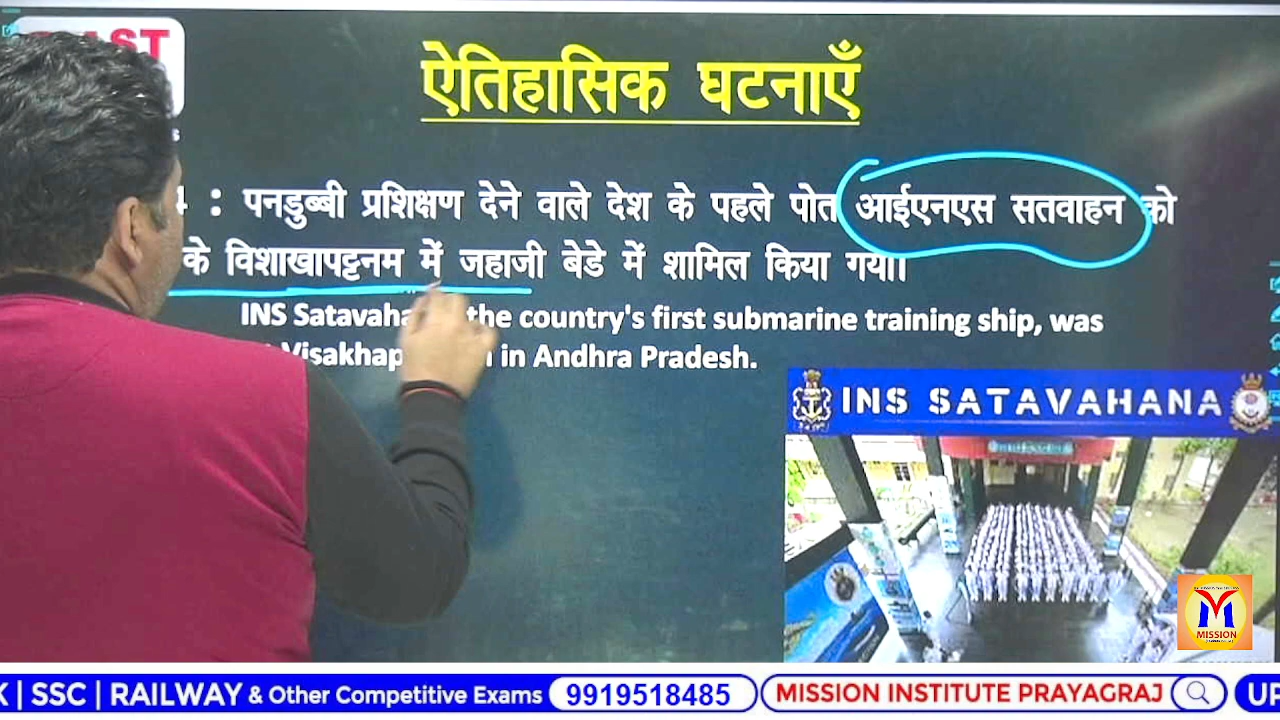 ऐतिहासिक घटनाएँ
4 : पनडुब्बी प्रशिक्षण देने वाले देश के पहले पोत आईएनएस सतवाहन को
के विशाखापट्टनम में जहाजी बेडे में शामिल किया गया।
INS Satavaha the country's first submarine training ship, was
Visakhap in Andhra Pradesh.
INS SATAVAHANA
MISSION
K | SSC | RAILWAY & Other Competitive Exams 9919518485 MISSION INSTITUTE PRAYAGRAJ UP